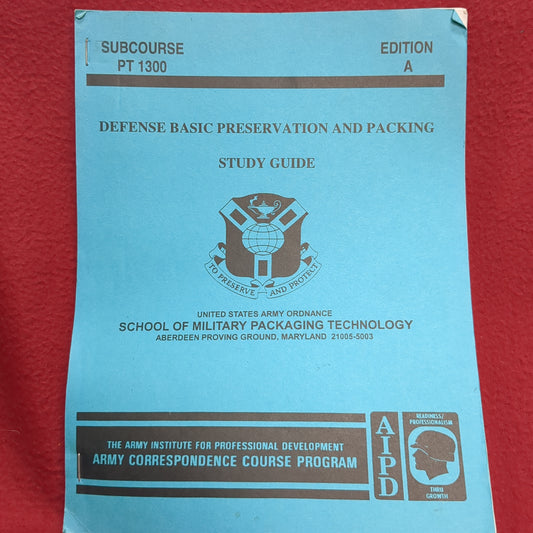 SUBCOURSE
PT 1300
EDITION
A
DEFENSE BASIC PRESERVATION AND PACKING
STUDY GUIDE
TO PRESERVE AND PROTECT
UNITED STATES ARMY ORDNANCE
SCHOOL OF MILITARY PACKAGING TECHNOLOGY
ABERDEEN PROVING GROUND, MARYLAND 21005-5003
THE ARMY INSTITUTE FOR PROFESSIONAL DEVELOPMENT
ARMY CORRESPONDENCE COURSE PROGRAM
AIPD
READINESS/
PROFESSIONALISM
THRU
GROWTH